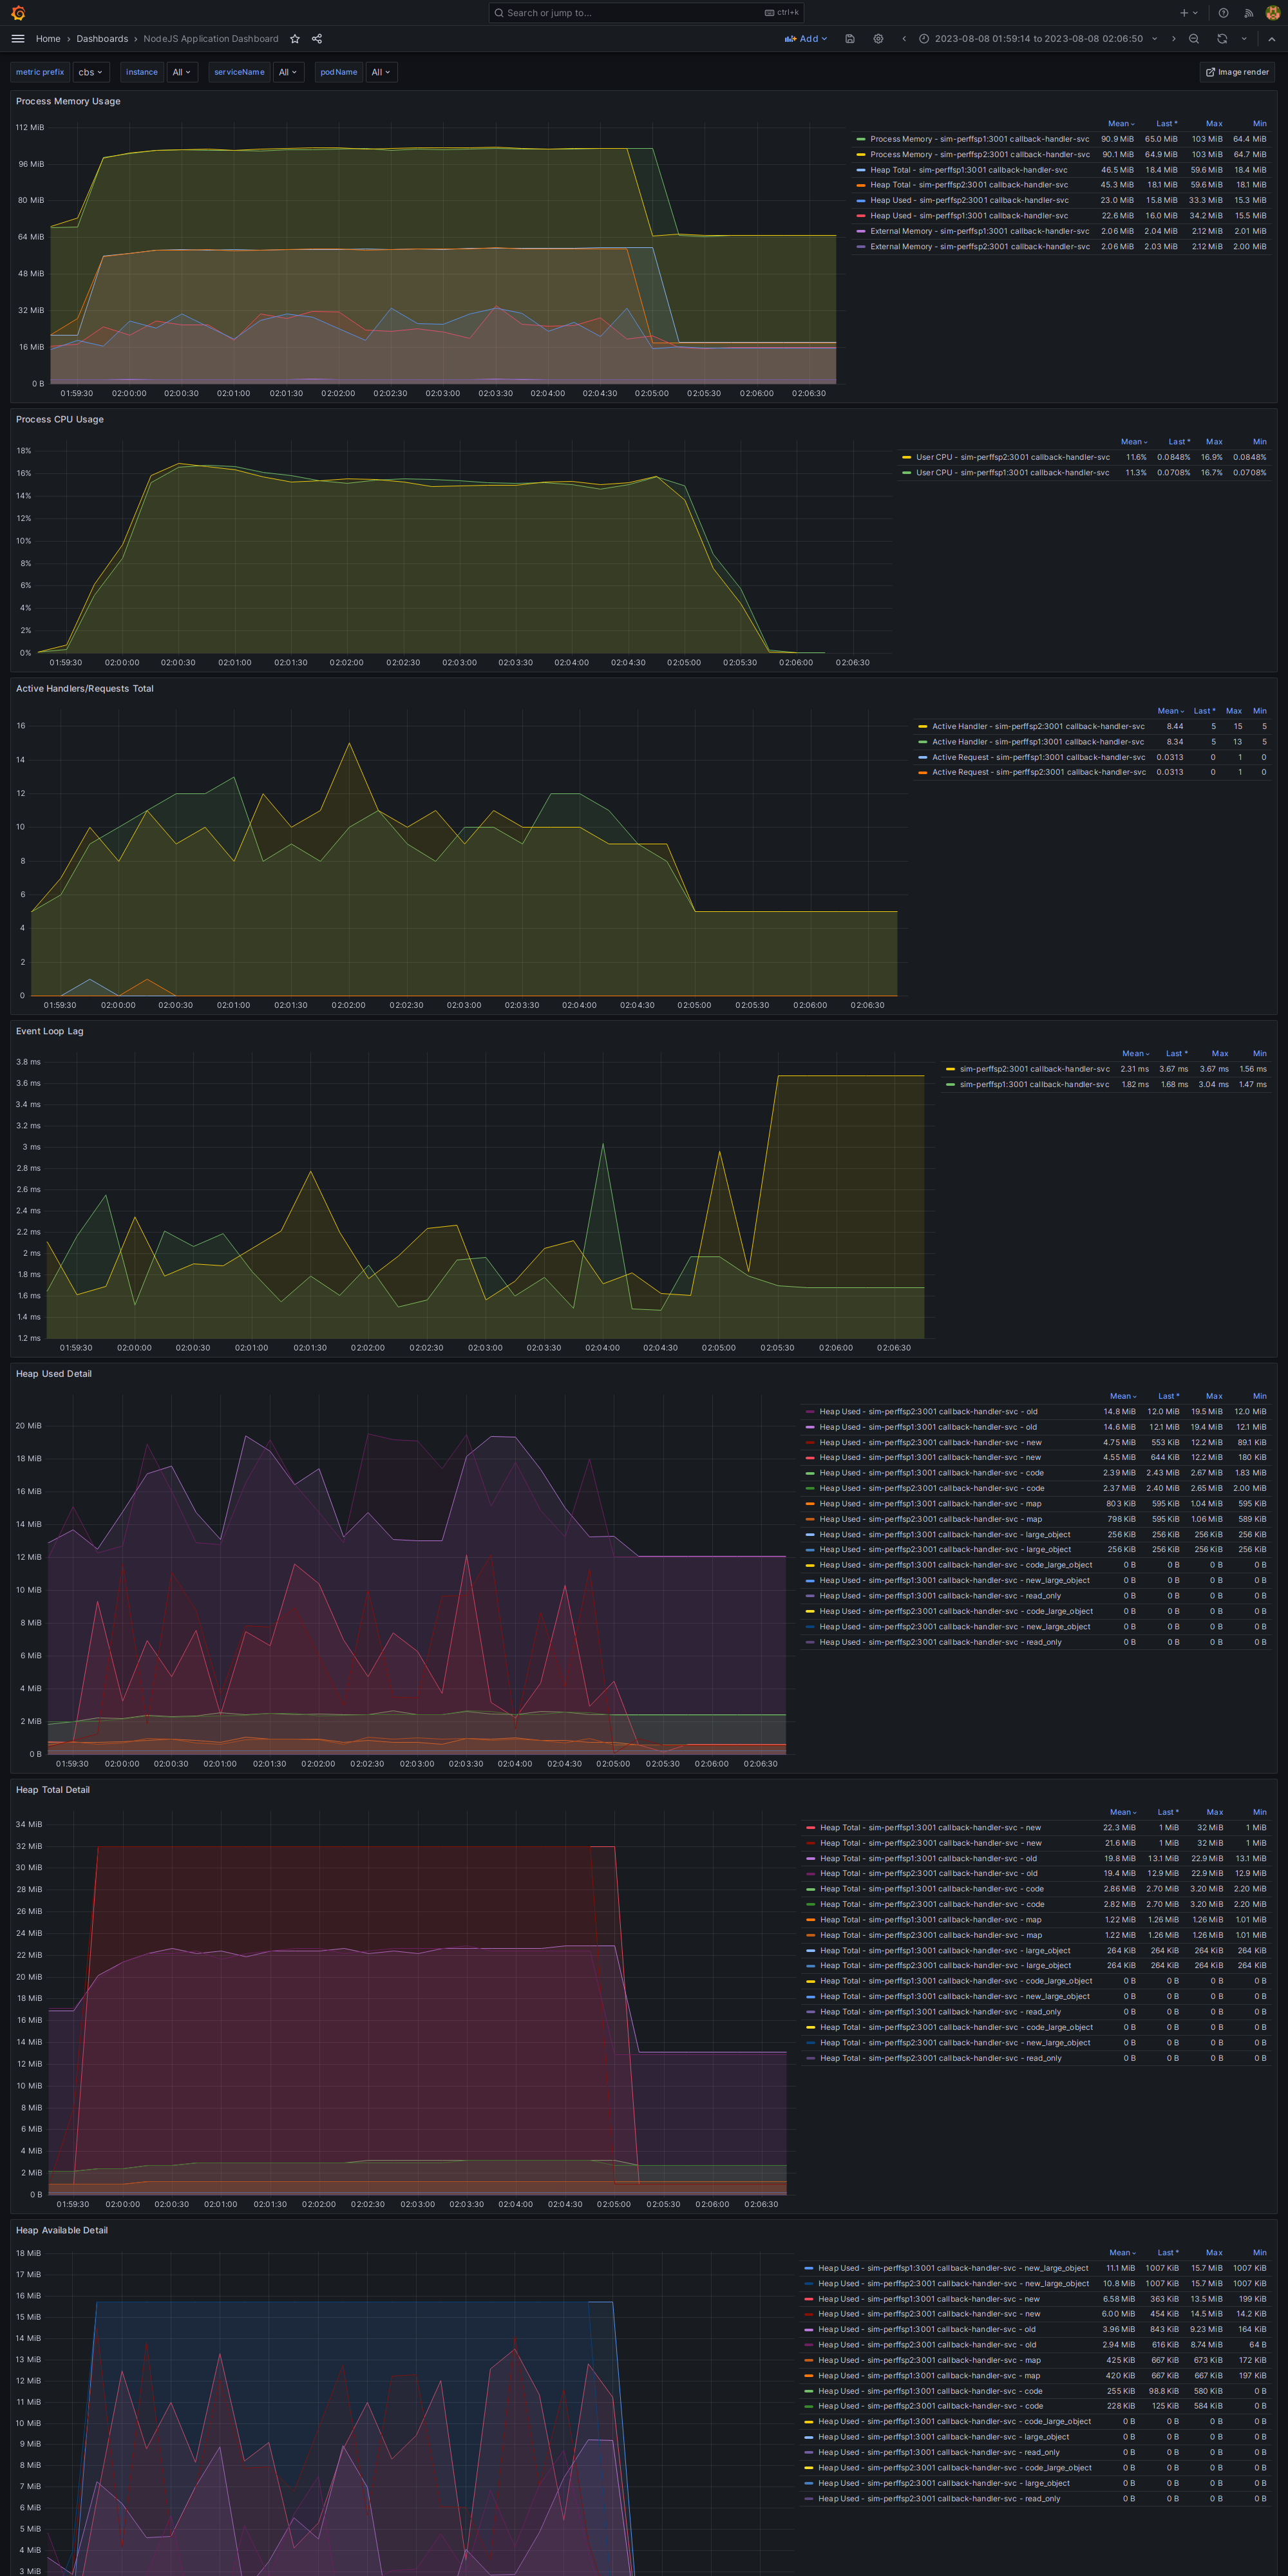 Search or jump to... ctrl+k
Home › Dashboards › NodeJS Application Dashboard Add 2023-08-08 01:59:14 to 2023-08-08 02:06:50
metric prefix cbs instance All serviceName All podName All Image render
Process Memory Usage
112 MiB
96 MiB
80 MiB
64 MiB
48 MiB
32 MiB
16 MiB
0 B
01:59:30 02:00:00 02:00:30 02:01:00 02:01:30 02:02:00 02:02:30 02:03:00 02:03:30 02:04:00 02:04:30 02:05:00 02:05:30 02:06:00 02:06:30
Mean Last * Max Min
Process Memory - sim-perffsp1:3001 callback-handler-svc 90.9 MiB 65.0 MiB 103 MiB 64.4 MiB
Process Memory - sim-perffsp2:3001 callback-handler-svc 90.1 MiB 64.9 MiB 103 MiB 64.7 MiB
Heap Total - sim-perffsp1:3001 callback-handler-svc 46.5 MiB 18.4 MiB 59.6 MiB 18.4 MiB
Heap Total - sim-perffsp2:3001 callback-handler-svc 45.3 MiB 18.1 MiB 59.6 MiB 18.1 MiB
Heap Used - sim-perffsp2:3001 callback-handler-svc 23.0 MiB 15.8 MiB 33.3 MiB 15.3 MiB
Heap Used - sim-perffsp1:3001 callback-handler-svc 22.6 MiB 16.0 MiB 34.2 MiB 15.5 MiB
External Memory - sim-perffsp1:3001 callback-handler-svc 2.06 MiB 2.04 MiB 2.12 MiB 2.01 MiB
External Memory - sim-perffsp2:3001 callback-handler-svc 2.06 MiB 2.03 MiB 2.12 MiB 2.00 MiB
Process CPU Usage
18%
16%
14%
12%
10%
8%
6%
4%
2%
0%
01:59:30 02:00:00 02:00:30 02:01:00 02:01:30 02:02:00 02:02:30 02:03:00 02:03:30 02:04:00 02:04:30 02:05:00 02:05:30 02:06:00 02:06:30
Mean Last * Max Min
User CPU - sim-perffsp2:3001 callback-handler-svc 11.6% 0.0848% 16.9% 0.0848%
User CPU - sim-perffsp1:3001 callback-handler-svc 11.3% 0.0708% 16.7% 0.0708%
Active Handlers/Requests Total
16
14
12
10
8
6
4
2
0
01:59:30 02:00:00 02:00:30 02:01:00 02:01:30 02:02:00 02:02:30 02:03:00 02:03:30 02:04:00 02:04:30 02:05:00 02:05:30 02:06:00 02:06:30
Mean Last * Max Min
Active Handler - sim-perffsp2:3001 callback-handler-svc 8.44 5 15 5
Active Handler - sim-perffsp1:3001 callback-handler-svc 8.34 5 13 5
Active Request - sim-perffsp1:3001 callback-handler-svc 0.0313 0 1 0
Active Request - sim-perffsp2:3001 callback-handler-svc 0.0313 0 1 0
Event Loop Lag
3.8 ms
3.6 ms
3.4 ms
3.2 ms
3 ms
2.8 ms
2.6 ms
2.4 ms
2.2 ms
2 ms
1.8 ms
1.6 ms
1.4 ms
1.2 ms
01:59:30 02:00:00 02:00:30 02:01:00 02:01:30 02:02:00 02:02:30 02:03:00 02:03:30 02:04:00 02:04:30 02:05:00 02:05:30 02:06:00 02:06:30
Mean Last * Max Min
sim-perffsp2:3001 callback-handler-svc 2.31 ms 3.67 ms 3.67 ms 1.56 ms
sim-perffsp1:3001 callback-handler-svc 1.82 ms 1.68 ms 3.04 ms 1.47 ms
Heap Used Detail
20 MiB
18 MiB
16 MiB
14 MiB
12 MiB
10 MiB
8 MiB
6 MiB
4 MiB
2 MiB
0 B
01:59:30 02:00:00 02:00:30 02:01:00 02:01:30 02:02:00 02:02:30 02:03:00 02:03:30 02:04:00 02:04:30 02:05:00 02:05:30 02:06:00 02:06:30
Mean Last * Max Min
Heap Used - sim-perffsp2:3001 callback-handler-svc - old 14.8 MiB 12.0 MiB 19.5 MiB 12.0 MiB
Heap Used - sim-perffsp1:3001 callback-handler-svc - old 14.6 MiB 12.1 MiB 19.4 MiB 12.1 MiB
Heap Used - sim-perffsp2:3001 callback-handler-svc - new 4.75 MiB 553 KiB 12.2 MiB 89.1 KiB
Heap Used - sim-perffsp1:3001 callback-handler-svc - new 4.55 MiB 644 KiB 12.2 MiB 180 KiB
Heap Used - sim-perffsp1:3001 callback-handler-svc - code 2.39 MiB 2.43 MiB 2.67 MiB 1.83 MiB
Heap Used - sim-perffsp2:3001 callback-handler-svc - code 2.37 MiB 2.40 MiB 2.65 MiB 2.00 MiB
Heap Used - sim-perffsp1:3001 callback-handler-svc - map 803 KiB 595 KiB 1.04 MiB 595 KiB
Heap Used - sim-perffsp2:3001 callback-handler-svc - map 798 KiB 595 KiB 1.06 MiB 589 KiB
Heap Used - sim-perffsp1:3001 callback-handler-svc - large_object 256 KiB 256 KiB 256 KiB 256 KiB
Heap Used - sim-perffsp2:3001 callback-handler-svc - large_object 256 KiB 256 KiB 256 KiB 256 KiB
Heap Used - sim-perffsp1:3001 callback-handler-svc - code_large_object 0 B 0 B 0 B 0 B
Heap Used - sim-perffsp1:3001 callback-handler-svc - new_large_object 0 B 0 B 0 B 0 B
Heap Used - sim-perffsp1:3001 callback-handler-svc - read_only 0 B 0 B 0 B 0 B
Heap Used - sim-perffsp2:3001 callback-handler-svc - code_large_object 0 B 0 B 0 B 0 B
Heap Used - sim-perffsp2:3001 callback-handler-svc - new_large_object 0 B 0 B 0 B 0 B
Heap Used - sim-perffsp2:3001 callback-handler-svc - read_only 0 B 0 B 0 B 0 B
Heap Total Detail
34 MiB
32 MiB
30 MiB
28 MiB
26 MiB
24 MiB
22 MiB
20 MiB
18 MiB
16 MiB
14 MiB
12 MiB
10 MiB
8 MiB
6 MiB
4 MiB
2 MiB
0 B
01:59:30 02:00:00 02:00:30 02:01:00 02:01:30 02:02:00 02:02:30 02:03:00 02:03:30 02:04:00 02:04:30 02:05:00 02:05:30 02:06:00 02:06:30
Mean Last * Max Min
Heap Total - sim-perffsp1:3001 callback-handler-svc - new 22.3 MiB 1 MiB 32 MiB 1 MiB
Heap Total - sim-perffsp2:3001 callback-handler-svc - new 21.6 MiB 1 MiB 32 MiB 1 MiB
Heap Total - sim-perffsp1:3001 callback-handler-svc - old 19.8 MiB 13.1 MiB 22.9 MiB 13.1 MiB
Heap Total - sim-perffsp2:3001 callback-handler-svc - old 19.4 MiB 12.9 MiB 22.9 MiB 12.9 MiB
Heap Total - sim-perffsp1:3001 callback-handler-svc - code 2.86 MiB 2.70 MiB 3.20 MiB 2.20 MiB
Heap Total - sim-perffsp2:3001 callback-handler-svc - code 2.82 MiB 2.70 MiB 3.20 MiB 2.20 MiB
Heap Total - sim-perffsp1:3001 callback-handler-svc - map 1.22 MiB 1.26 MiB 1.26 MiB 1.01 MiB
Heap Total - sim-perffsp2:3001 callback-handler-svc - map 1.22 MiB 1.26 MiB 1.26 MiB 1.01 MiB
Heap Total - sim-perffsp1:3001 callback-handler-svc - large_object 264 KiB 264 KiB 264 KiB 264 KiB
Heap Total - sim-perffsp2:3001 callback-handler-svc - large_object 264 KiB 264 KiB 264 KiB 264 KiB
Heap Total - sim-perffsp1:3001 callback-handler-svc - code_large_object 0 B 0 B 0 B 0 B
Heap Total - sim-perffsp1:3001 callback-handler-svc - new_large_object 0 B 0 B 0 B 0 B
Heap Total - sim-perffsp1:3001 callback-handler-svc - read_only 0 B 0 B 0 B 0 B
Heap Total - sim-perffsp2:3001 callback-handler-svc - code_large_object 0 B 0 B 0 B 0 B
Heap Total - sim-perffsp2:3001 callback-handler-svc - new_large_object 0 B 0 B 0 B 0 B
Heap Total - sim-perffsp2:3001 callback-handler-svc - read_only 0 B 0 B 0 B 0 B
Heap Available Detail
18 MiB
17 MiB
16 MiB
15 MiB
14 MiB
13 MiB
12 MiB
11 MiB
10 MiB
9 MiB
8 MiB
7 MiB
6 MiB
5 MiB
4 MiB
3 MiB
Mean Last * Max Min
Heap Used - sim-perffsp1:3001 callback-handler-svc - new_large_object 11.1 MiB 1007 KiB 15.7 MiB 1007 KiB
Heap Used - sim-perffsp2:3001 callback-handler-svc - new_large_object 10.8 MiB 1007 KiB 15.7 MiB 1007 KiB
Heap Used - sim-perffsp1:3001 callback-handler-svc - new 6.58 MiB 363 KiB 13.5 MiB 199 KiB
Heap Used - sim-perffsp2:3001 callback-handler-svc - new 6.00 MiB 454 KiB 14.5 MiB 14.2 KiB
Heap Used - sim-perffsp1:3001 callback-handler-svc - old 3.96 MiB 843 KiB 9.23 MiB 164 KiB
Heap Used - sim-perffsp2:3001 callback-handler-svc - old 2.94 MiB 616 KiB 8.74 MiB 64 B
Heap Used - sim-perffsp2:3001 callback-handler-svc - map 425 KiB 667 KiB 673 KiB 172 KiB
Heap Used - sim-perffsp1:3001 callback-handler-svc - map 420 KiB 667 KiB 667 KiB 197 KiB
Heap Used - sim-perffsp1:3001 callback-handler-svc - code 255 KiB 98.8 KiB 580 KiB 0 B
Heap Used - sim-perffsp2:3001 callback-handler-svc - code 228 KiB 125 KiB 584 KiB 0 B
Heap Used - sim-perffsp1:3001 callback-handler-svc - code_large_object 0 B 0 B 0 B 0 B
Heap Used - sim-perffsp1:3001 callback-handler-svc - large_object 0 B 0 B 0 B 0 B
Heap Used - sim-perffsp1:3001 callback-handler-svc - read_only 0 B 0 B 0 B 0 B
Heap Used - sim-perffsp2:3001 callback-handler-svc - code_large_object 0 B 0 B 0 B 0 B
Heap Used - sim-perffsp2:3001 callback-handler-svc - large_object 0 B 0 B 0 B 0 B
Heap Used - sim-perffsp2:3001 callback-handler-svc - read_only 0 B 0 B 0 B 0 B